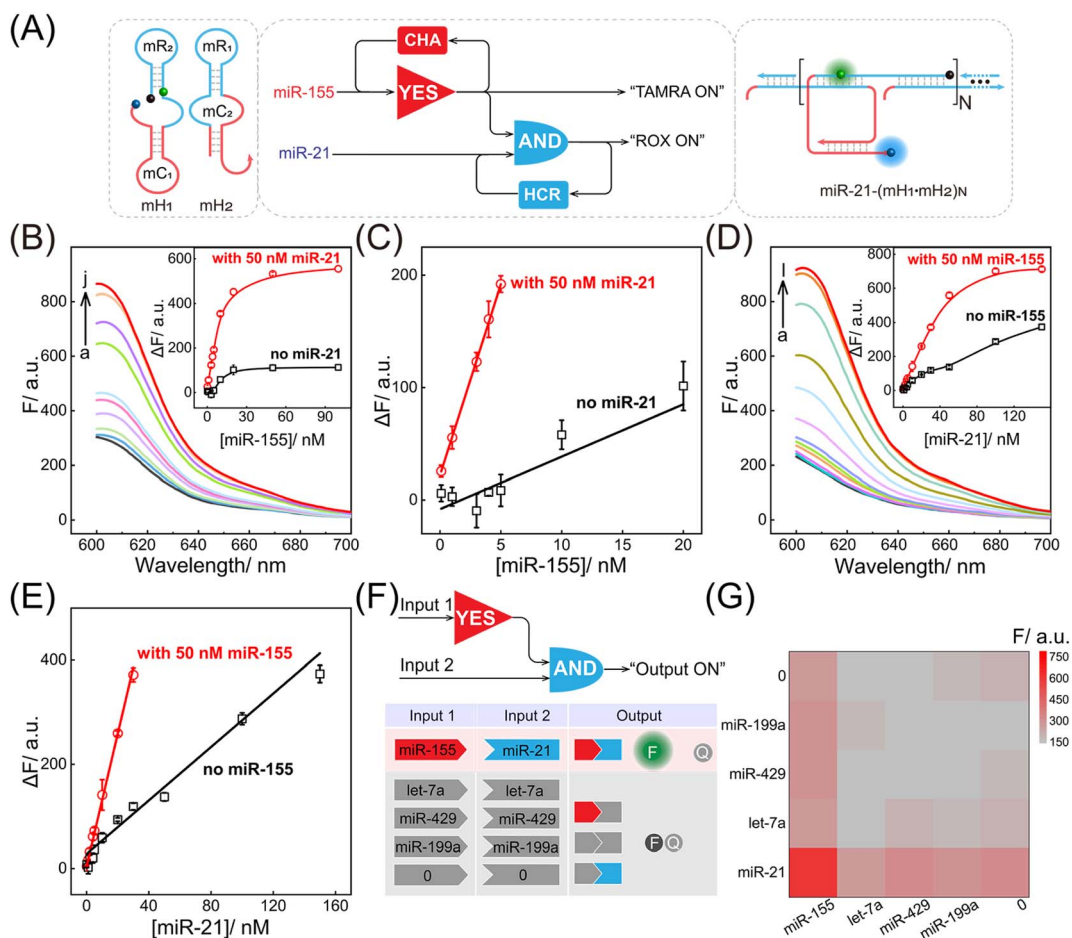 (A)
mR₂
mR₁
mC₂
mC₁
mH₁
mH₂
CHA
miR-155
YES
"TAMRA ON"
miR-21
AND
"ROX ON"
HCR
N
miR-21-(mH1·mH2)N
(B)
F/ a.u.
800
600
400
200
0
j
a
600 620 640 660 680 700
Wavelength/ nm
with 50 nM miR-21
no miR-21
ΔF/ a.u.
600
400
200
0
0 20 40 60 80 100
[miR-155]/ nM
(C)
ΔF/ a.u.
200
100
0
with 50 nM miR-21
no miR-21
0 5 10 15 20
[miR-155]/ nM
(D)
F/ a.u.
800
600
400
200
0
l
a
600 620 640 660 680 700
Wavelength/ nm
with 50 nM miR-155
no miR-155
ΔF/ a.u.
800
600
400
200
0
0 50 100
[miR-21]/ nM
(E)
ΔF/ a.u.
400
200
0
with 50 nM miR-155
no miR-155
0 40 80 120 160
[miR-21]/ nM
(F)
Input 1
YES
Input 2
AND
"Output ON"
Input 1 Input 2 Output
miR-155 miR-21 F Q
let-7a let-7a
miR-429 miR-429
miR-199a miR-199a F Q
0 0
(G)
F/ a.u.
750
600
450
300
150
0
miR-199a
miR-429
let-7a
miR-21
miR-155 let-7a miR-429 miR-199a 0